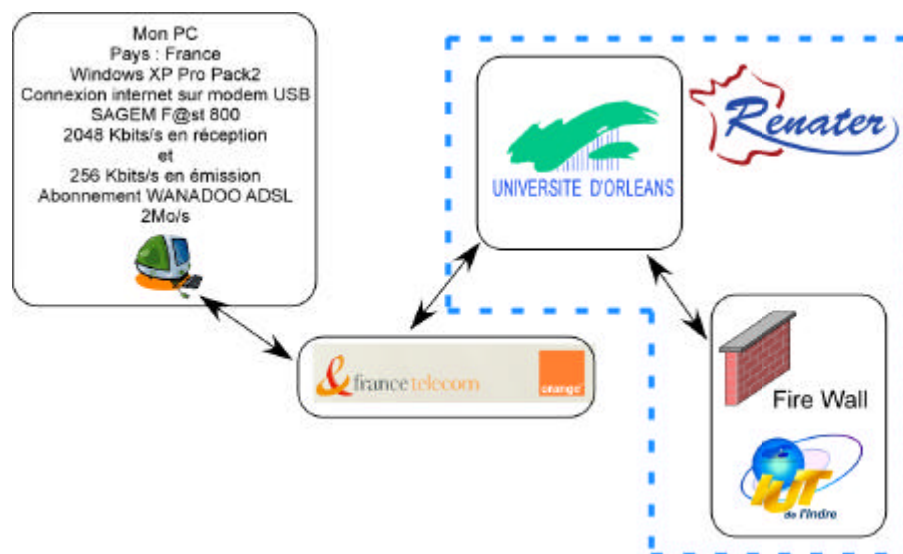 Mon PC
Pays : France
Windows XP Pro Pack2
Connexion internet sur modem USB
SAGEM F@st 800
2048 Kbits/s en réception
et
256 Kbits/s en émission
Abonnement WANADOO ADSL
2Mo/s
UNIVERSITE D'ORLEANS
Renater
france telecom
orange
Fire Wall
IUT
de l'Indre